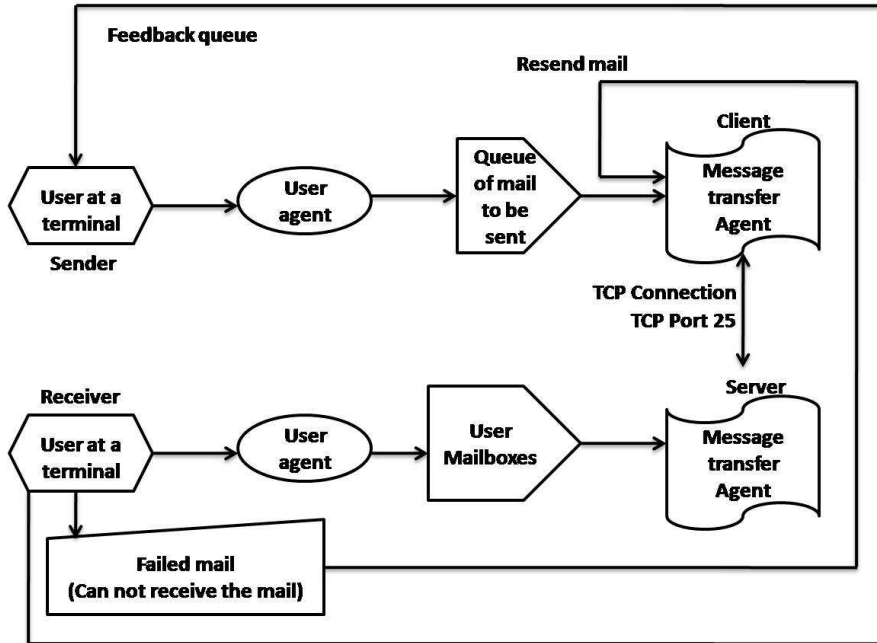 Feedback queue
Resend mail
Client
User at a
terminal
Sender
User
agent
Queue
of mail
to be
sent
Message
transfer
Agent
TCP Connection
TCP Port 25
Server
Receiver
User at a
terminal
User
agent
User
Mailboxes
Message
transfer
Agent
Failed mail
(Can not receive the mail)